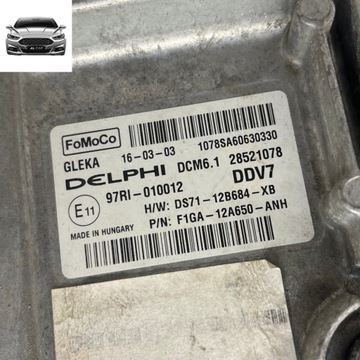 FoMoCo
GLEKA 16-03-03 1078SA60630330
DELPHI DCM6.1 28521078
97RI-010012 DDV7
E11 H/W: DS71-12B684-XB
MADE IN HUNGARY P/N: F1GA-12A650-ANH